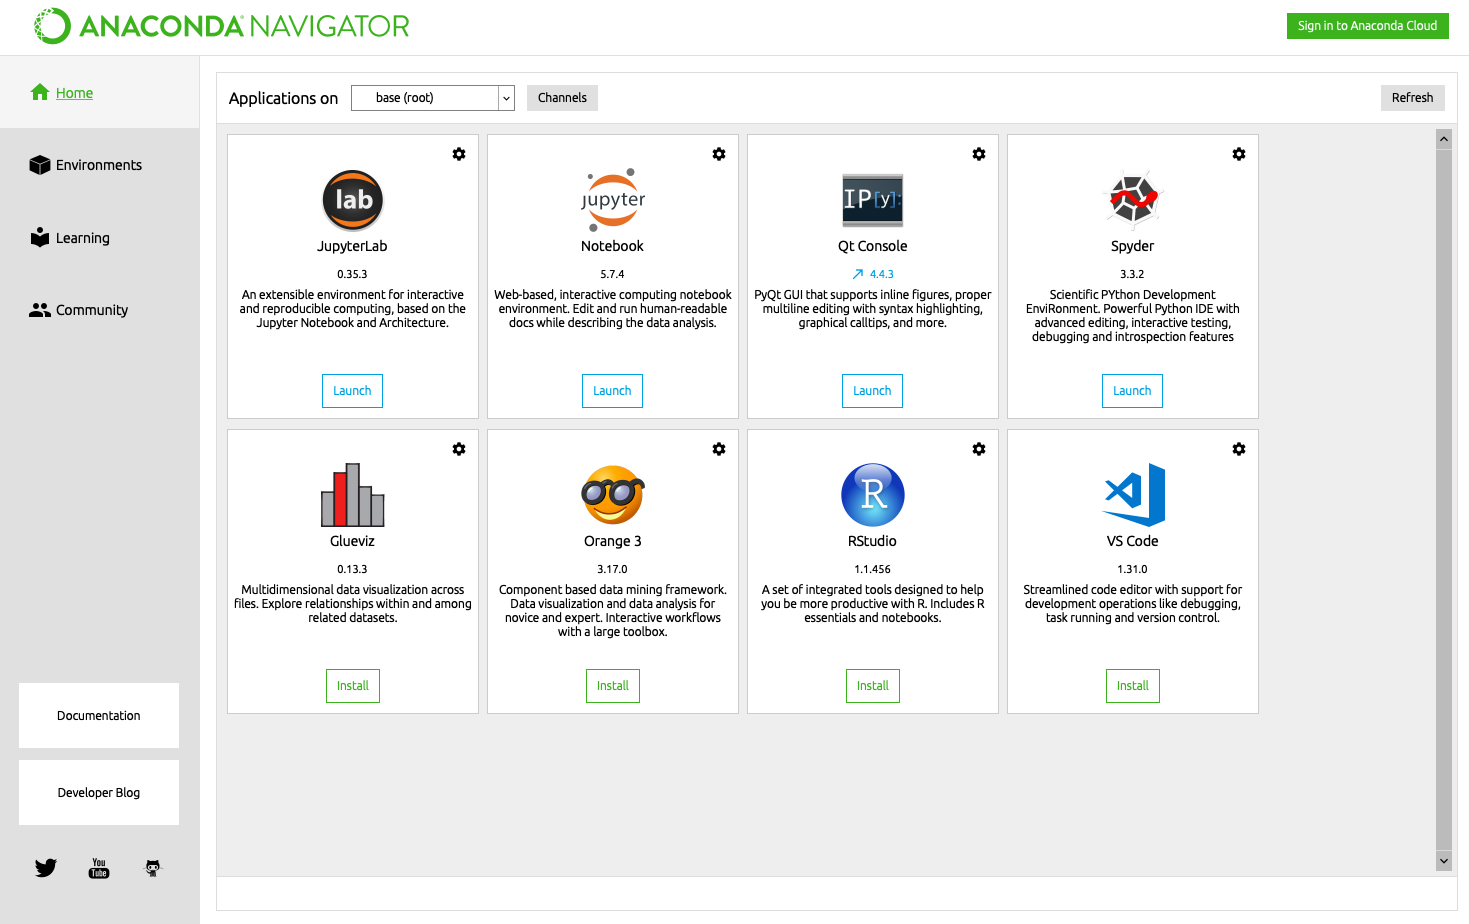 ANACONDA NAVIGATOR
Sign in to Anaconda Cloud
Home
Environments
Learning
Community
Documentation
Developer Blog
You
Tube
Applications on
base (root)
Channels
Refresh
lab
JupyterLab
0.35.3
An extensible environment for interactive
and reproducible computing, based on the
Jupyter Notebook and Architecture.
Launch
jupyter
Notebook
5.7.4
Web-based, interactive computing notebook
environment. Edit and run human-readable
docs while describing the data analysis.
Launch
IP[y]:
Qt Console
4.4.3
PyQt GUI that supports inline figures, proper
multiline editing with syntax highlighting,
graphical calltips, and more.
Launch
Spyder
3.3.2
Scientific PYthon Development
EnviRonment. Powerful Python IDE with
advanced editing, interactive testing,
debugging and introspection features
Launch
Glueviz
0.13.3
Multidimensional data visualization across
files. Explore relationships within and among
related datasets.
Install
Orange 3
3.17.0
Component based data mining framework.
Data visualization and data analysis for
novice and expert. Interactive workflows
with a large toolbox.
Install
R
RStudio
1.1.456
A set of integrated tools designed to help
you be more productive with R. Includes R
essentials and notebooks.
Install
VS Code
1.31.0
Streamlined code editor with support for
development operations like debugging,
task running and version control.
Install